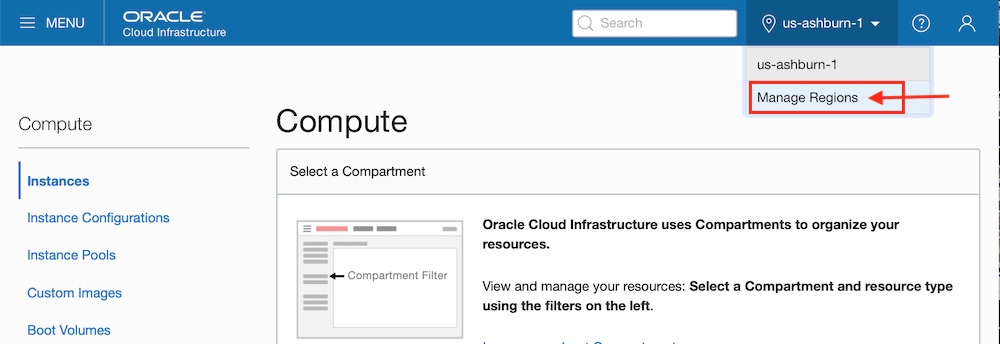 MENU
ORACLE
Cloud Infrastructure
Search
us-ashburn-1
us-ashburn-1
Manage Regions
Compute
Instances
Instance Configurations
Instance Pools
Custom Images
Boot Volumes
Compute
Select a Compartment
Compartment Filter
Oracle Cloud Infrastructure uses Compartments to organize your
resources.
View and manage your resources: Select a Compartment and resource type
using the filters on the left.